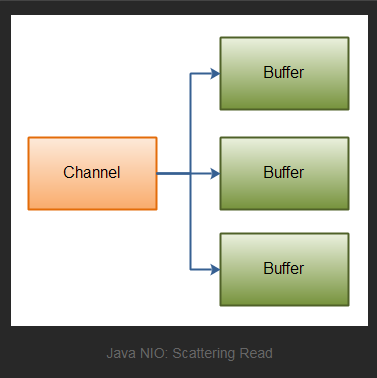 Buffer
Channel
Buffer
Buffer
Java NIO: Scattering Read